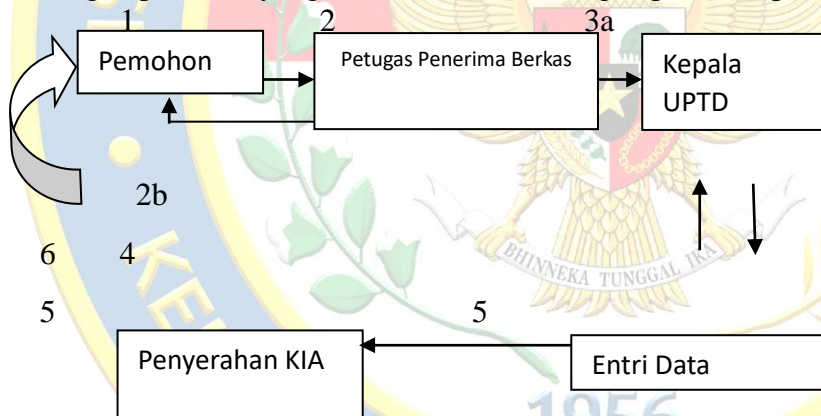 1 2 3a
Pemohon
Petugas Penerima Berkas
Kepala
UPTD
2b
6 4
BHINNEKA TUNGGAL IKA
5 5
Penyerahan KIA
Entri Data
1956